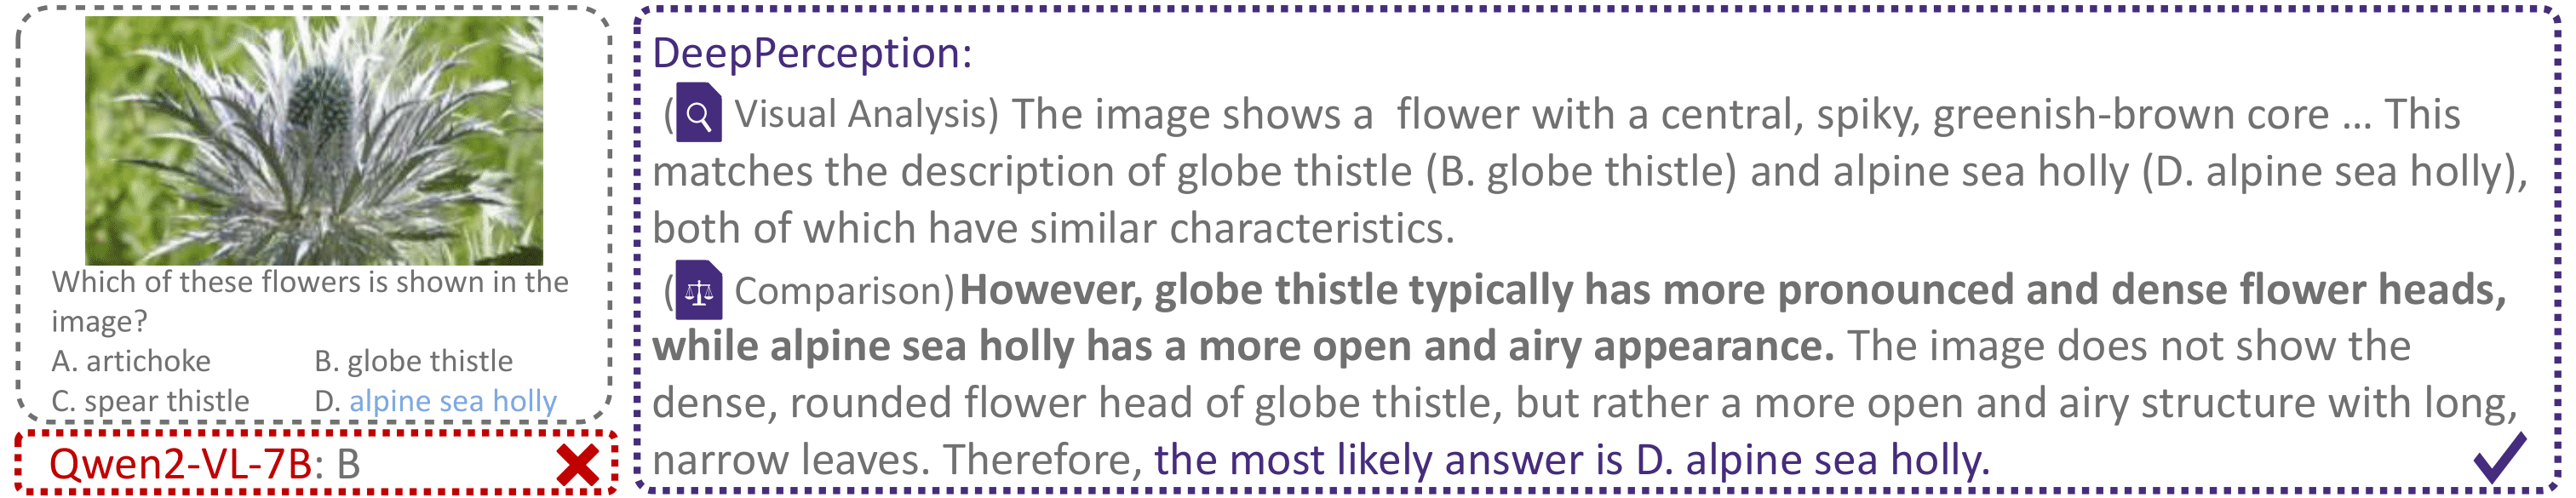 Which of these flowers is shown in the
image?
A. artichoke B. globe thistle
C. spear thistle D. alpine sea holly
Qwen2-VL-7B: B
DeepPerception:
( Visual Analysis) The image shows a flower with a central, spiky, greenish-brown core ... This
matches the description of globe thistle (B. globe thistle) and alpine sea holly (D. alpine sea holly),
both of which have similar characteristics.
( Comparison) However, globe thistle typically has more pronounced and dense flower heads,
while alpine sea holly has a more open and airy appearance. The image does not show the
dense, rounded flower head of globe thistle, but rather a more open and airy structure with long,
narrow leaves. Therefore, the most likely answer is D. alpine sea holly.